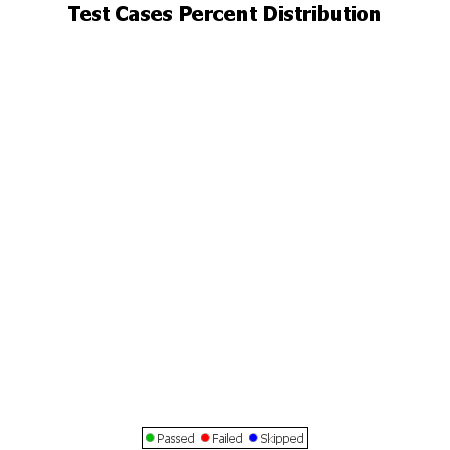 Test Cases Percent Distribution
Passed Failed Skipped